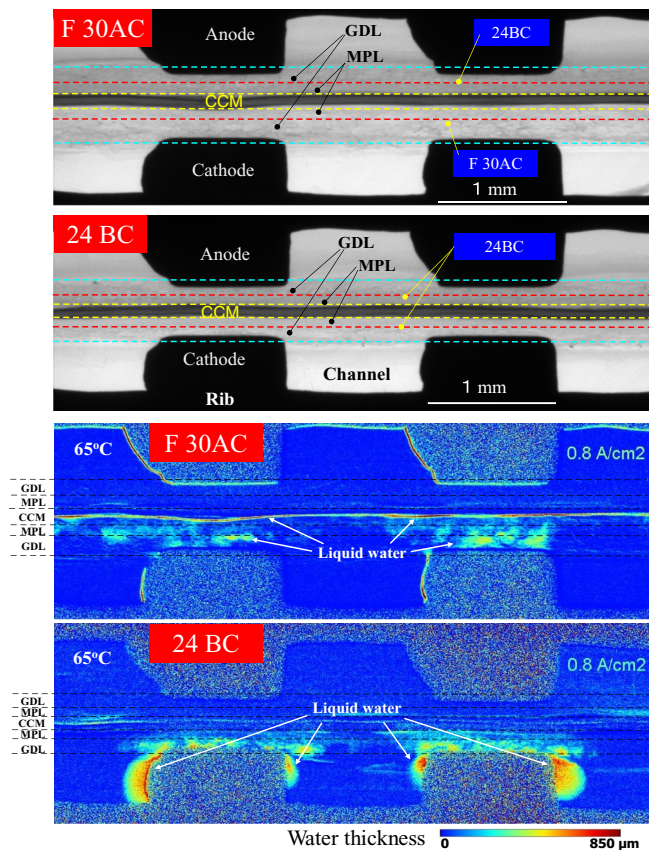 F 30AC
Anode
GDL
24BC
MPL
CCM
Cathode
F 30AC
1 mm
24 BC
Anode
GDL
24BC
MPL
CCM
Cathode
Channel
Rib
1 mm
65°C
F 30AC
0.8 A/cm2
GDL
MPL
CCM
MPL
GDL
Liquid water
65°C
24 BC
0.8 A/cm2
GDL
MPL
CCM
MPL
GDL
Liquid water
Water thickness
0
850 μm